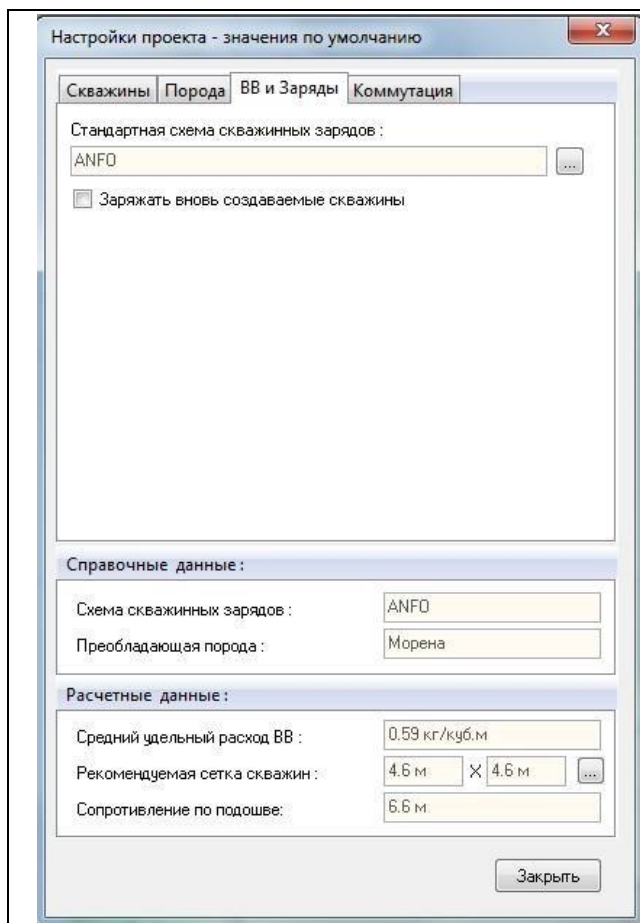 Настройки проекта - значения по умолчанию
Скважины Порода ВВ и Заряды Коммутация
Стандартная схема скважинных зарядов :
ANFO
...
Заряжать вновь создаваемые скважины
Справочные данные :
Схема скважинных зарядов : ANFO
Преобладающая порода : Морена
Расчетные данные :
Средний удельный расход ВВ : 0.59 кг/куб.м
Рекомендуемая сетка скважин : 4.6 м X 4.6 м ...
Сопротивление по подошве: 6.6 м
Закрыть